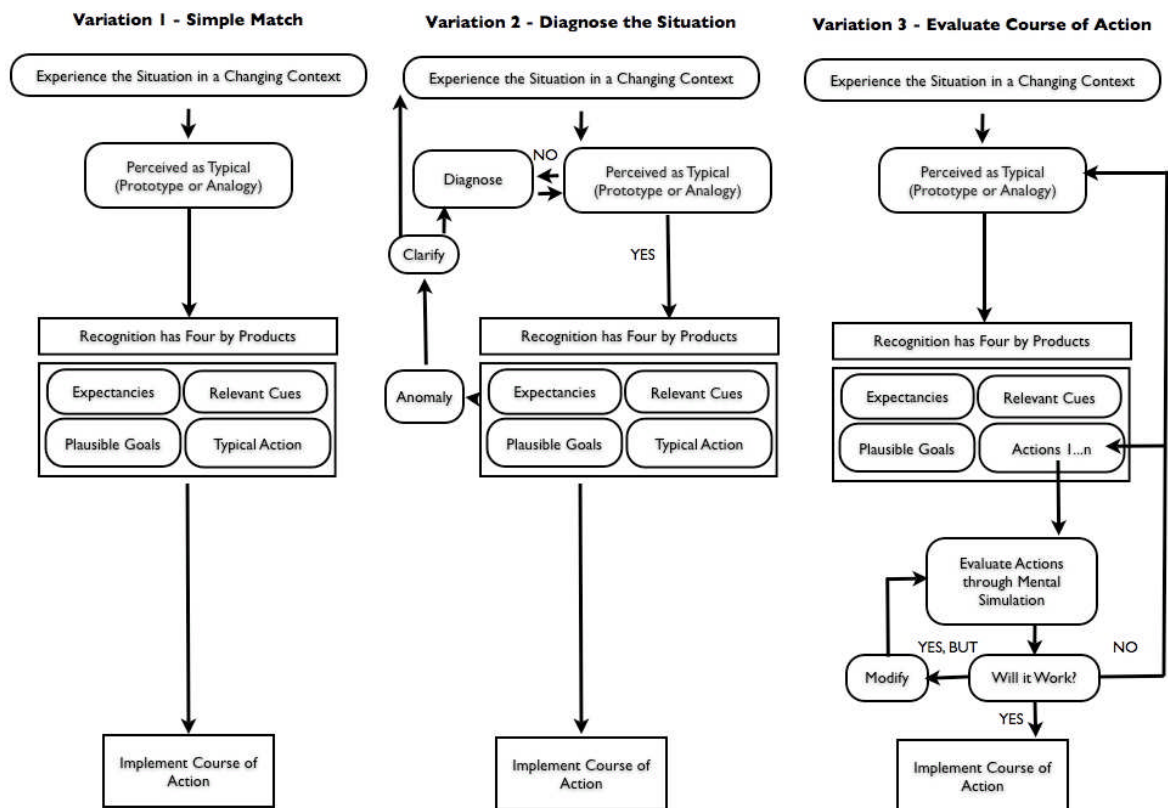 Variation 1 - Simple Match
Experience the Situation in a Changing Context
Perceived as Typical
(Prototype or Analogy)
Recognition has Four by Products
Expectancies
Relevant Cues
Plausible Goals
Typical Action
Implement Course of
Action
Variation 2 - Diagnose the Situation
Experience the Situation in a Changing Context
NO
Diagnose
Perceived as Typical
(Prototype or Analogy)
Clarify
YES
Recognition has Four by Products
Anomaly
Expectancies
Relevant Cues
Plausible Goals
Typical Action
Implement Course of
Action
Variation 3 - Evaluate Course of Action
Experience the Situation in a Changing Context
Perceived as Typical
(Prototype or Analogy)
Recognition has Four by Products
Expectancies
Relevant Cues
Plausible Goals
Actions 1...n
Evaluate Actions
through Mental
Simulation
YES, BUT
NO
Modify
Will it Work?
YES
Implement Course of
Action